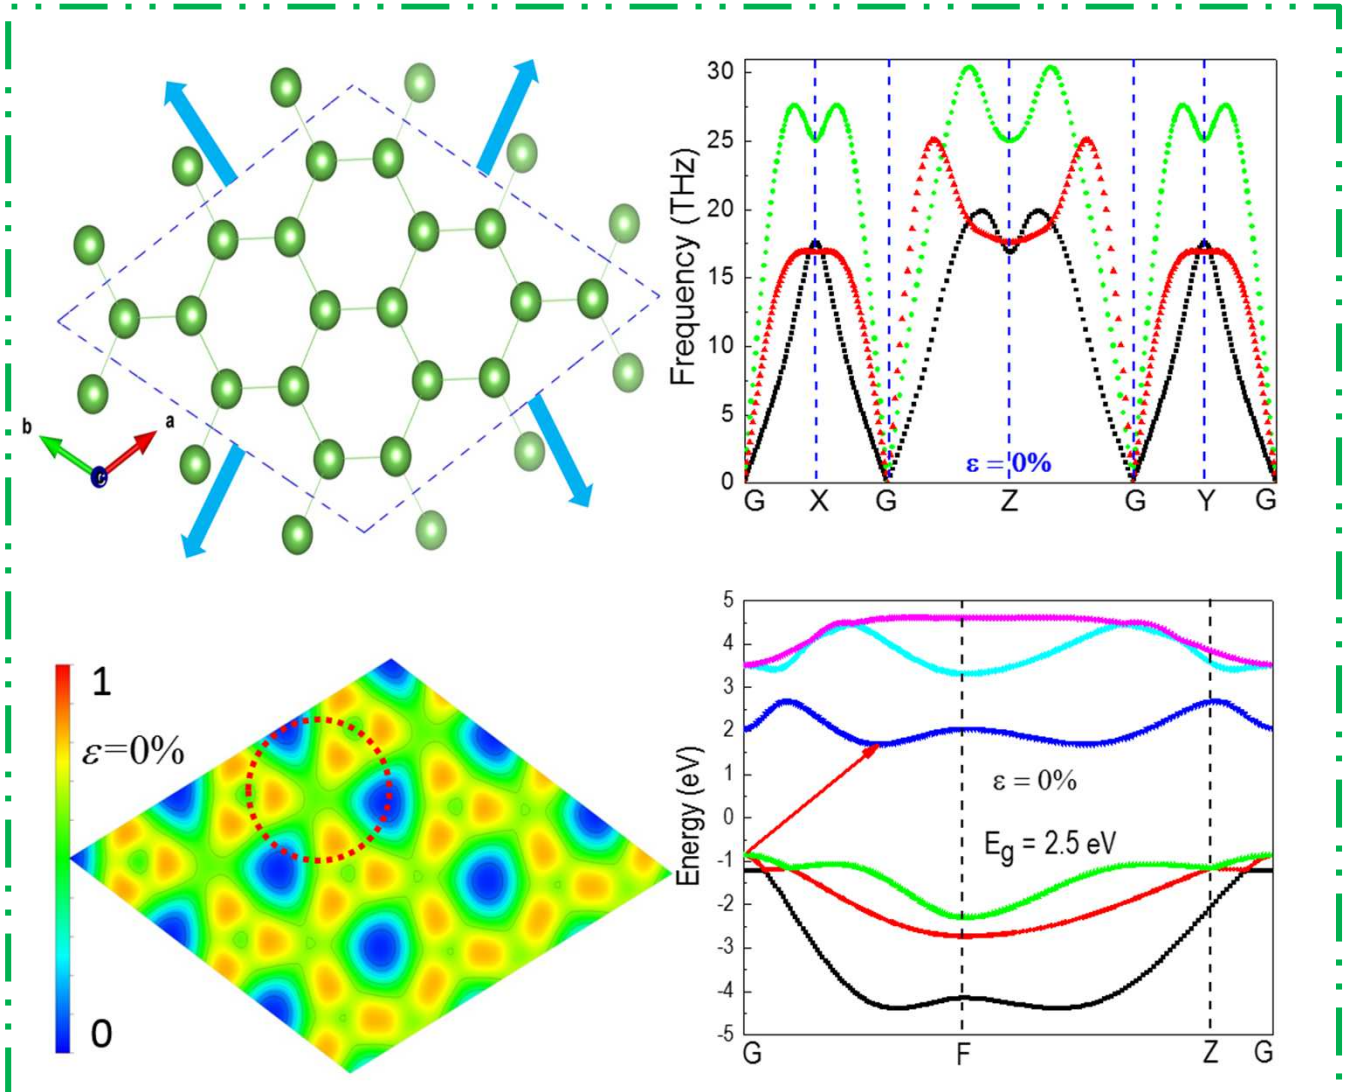 b
a
c
30
25
20
15
10
5
0
Frequency (THz)
ε = 0%
G X G Z G Y G
1
ε=0%
0
5
4
3
2
1
0
-1
-2
-3
-4
-5
Energy (eV)
ε = 0%
Eg = 2.5 eV
G F Z G